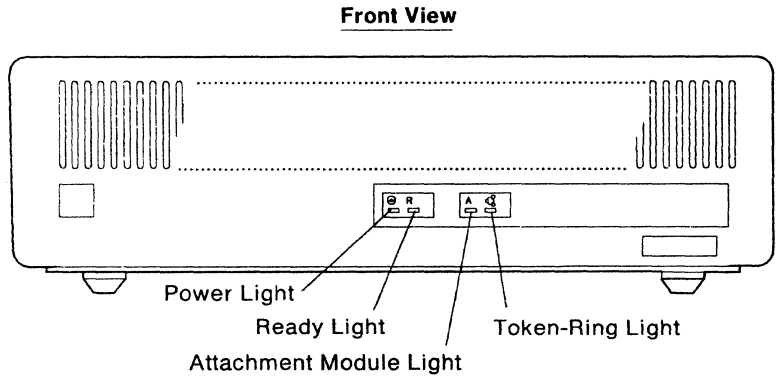 Front View
R
A
Power Light
Ready Light
Token-Ring Light
Attachment Module Light